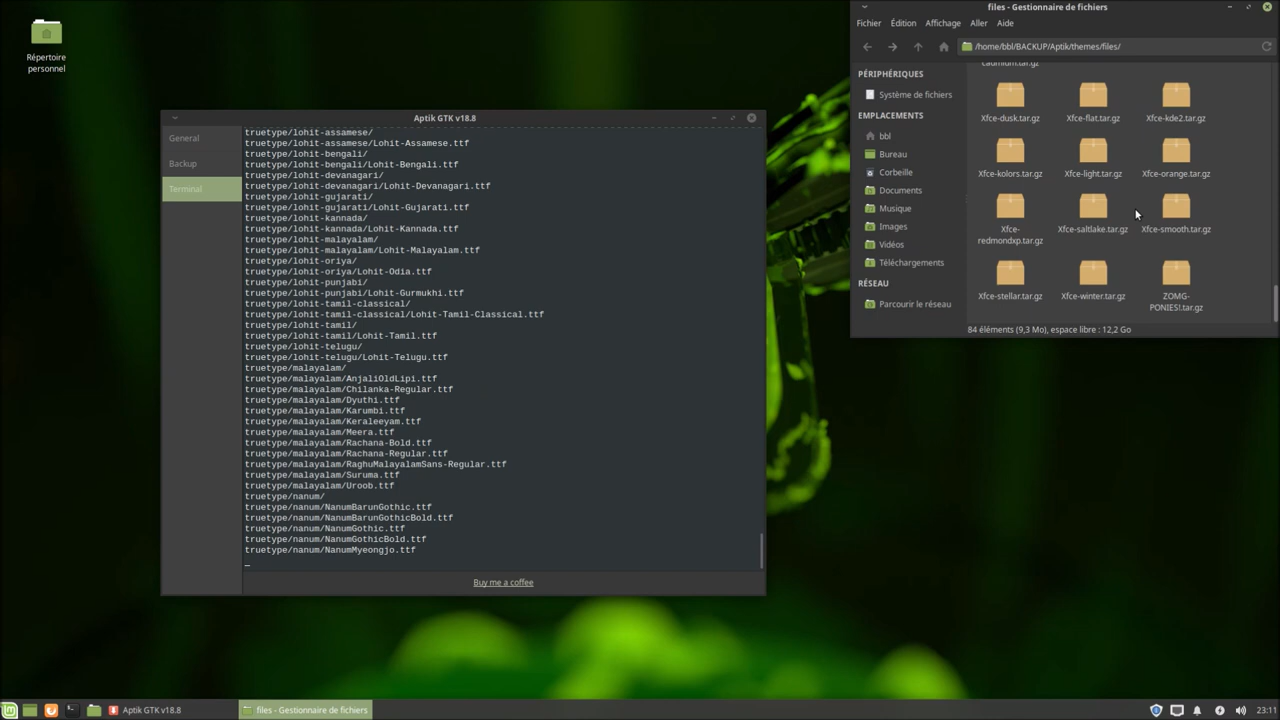 Répertoire
personnel
Aptik GTK v18.8
General
Backup
Terminal
truetype/lohit-assamese/
truetype/lohit-assamese/Lohit-Assamese.ttf
truetype/lohit-bengali/
truetype/lohit-bengali/Lohit-Bengali.ttf
truetype/lohit-devanagari/
truetype/lohit-devanagari/Lohit-Devanagari.ttf
truetype/lohit-gujarati/
truetype/lohit-gujarati/Lohit-Gujarati.ttf
truetype/lohit-kannada/
truetype/lohit-kannada/Lohit-Kannada.ttf
truetype/lohit-malayalam/
truetype/lohit-malayalam/Lohit-Malayalam.ttf
truetype/lohit-oriya/
truetype/lohit-oriya/Lohit-Odia.ttf
truetype/lohit-punjabi/
truetype/lohit-punjabi/Lohit-Gurmukhi.ttf
truetype/lohit-tamil-classical/
truetype/lohit-tamil-classical/Lohit-Tamil-Classical.ttf
truetype/lohit-tamil/
truetype/lohit-tamil/Lohit-Tamil.ttf
truetype/lohit-telugu/
truetype/lohit-telugu/Lohit-Telugu.ttf
truetype/malayalam/
truetype/malayalam/AnjaliOldLipi.ttf
truetype/malayalam/Chilanka-Regular.ttf
truetype/malayalam/Dyuthi.ttf
truetype/malayalam/Karumbi.ttf
truetype/malayalam/Keraleeyam.ttf
truetype/malayalam/Meera.ttf
truetype/malayalam/Rachana-Bold.ttf
truetype/malayalam/Rachana-Regular.ttf
truetype/malayalam/RaghuMalayalamSans-Regular.ttf
truetype/malayalam/Suruma.ttf
truetype/malayalam/Uroob.ttf
truetype/nanum/
truetype/nanum/NanumBarunGothic.ttf
truetype/nanum/NanumBarunGothicBold.ttf
truetype/nanum/NanumGothic.ttf
truetype/nanum/NanumGothicBold.ttf
truetype/nanum/NanumMyeongjo.ttf
Buy me a coffee
files - Gestionnaire de fichiers
Fichier Édition Affichage Aller Aide
/home/bbl/BACKUP/Aptik/themes/files/
PÉRIPHÉRIQUES
Système de fichiers
EMPLACEMENTS
bbl
Bureau
Corbeille
Documents
Musique
Images
Vidéos
Téléchargements
RÉSEAU
Parcourir le réseau
cadmium.tar.gz
Xfce-dusk.tar.gz Xfce-flat.tar.gz Xfce-kde2.tar.gz
Xfce-kolors.tar.gz Xfce-light.tar.gz Xfce-orange.tar.gz
Xfce-
redmondxp.tar.gz Xfce-saltlake.tar.gz Xfce-smooth.tar.gz
Xfce-stellar.tar.gz Xfce-winter.tar.gz ZOMG-
PONIES!.tar.gz
84 éléments (9,3 Mo), espace libre : 12,2 Go
Aptik GTK v18.8
files - Gestionnaire de fichiers
23:11